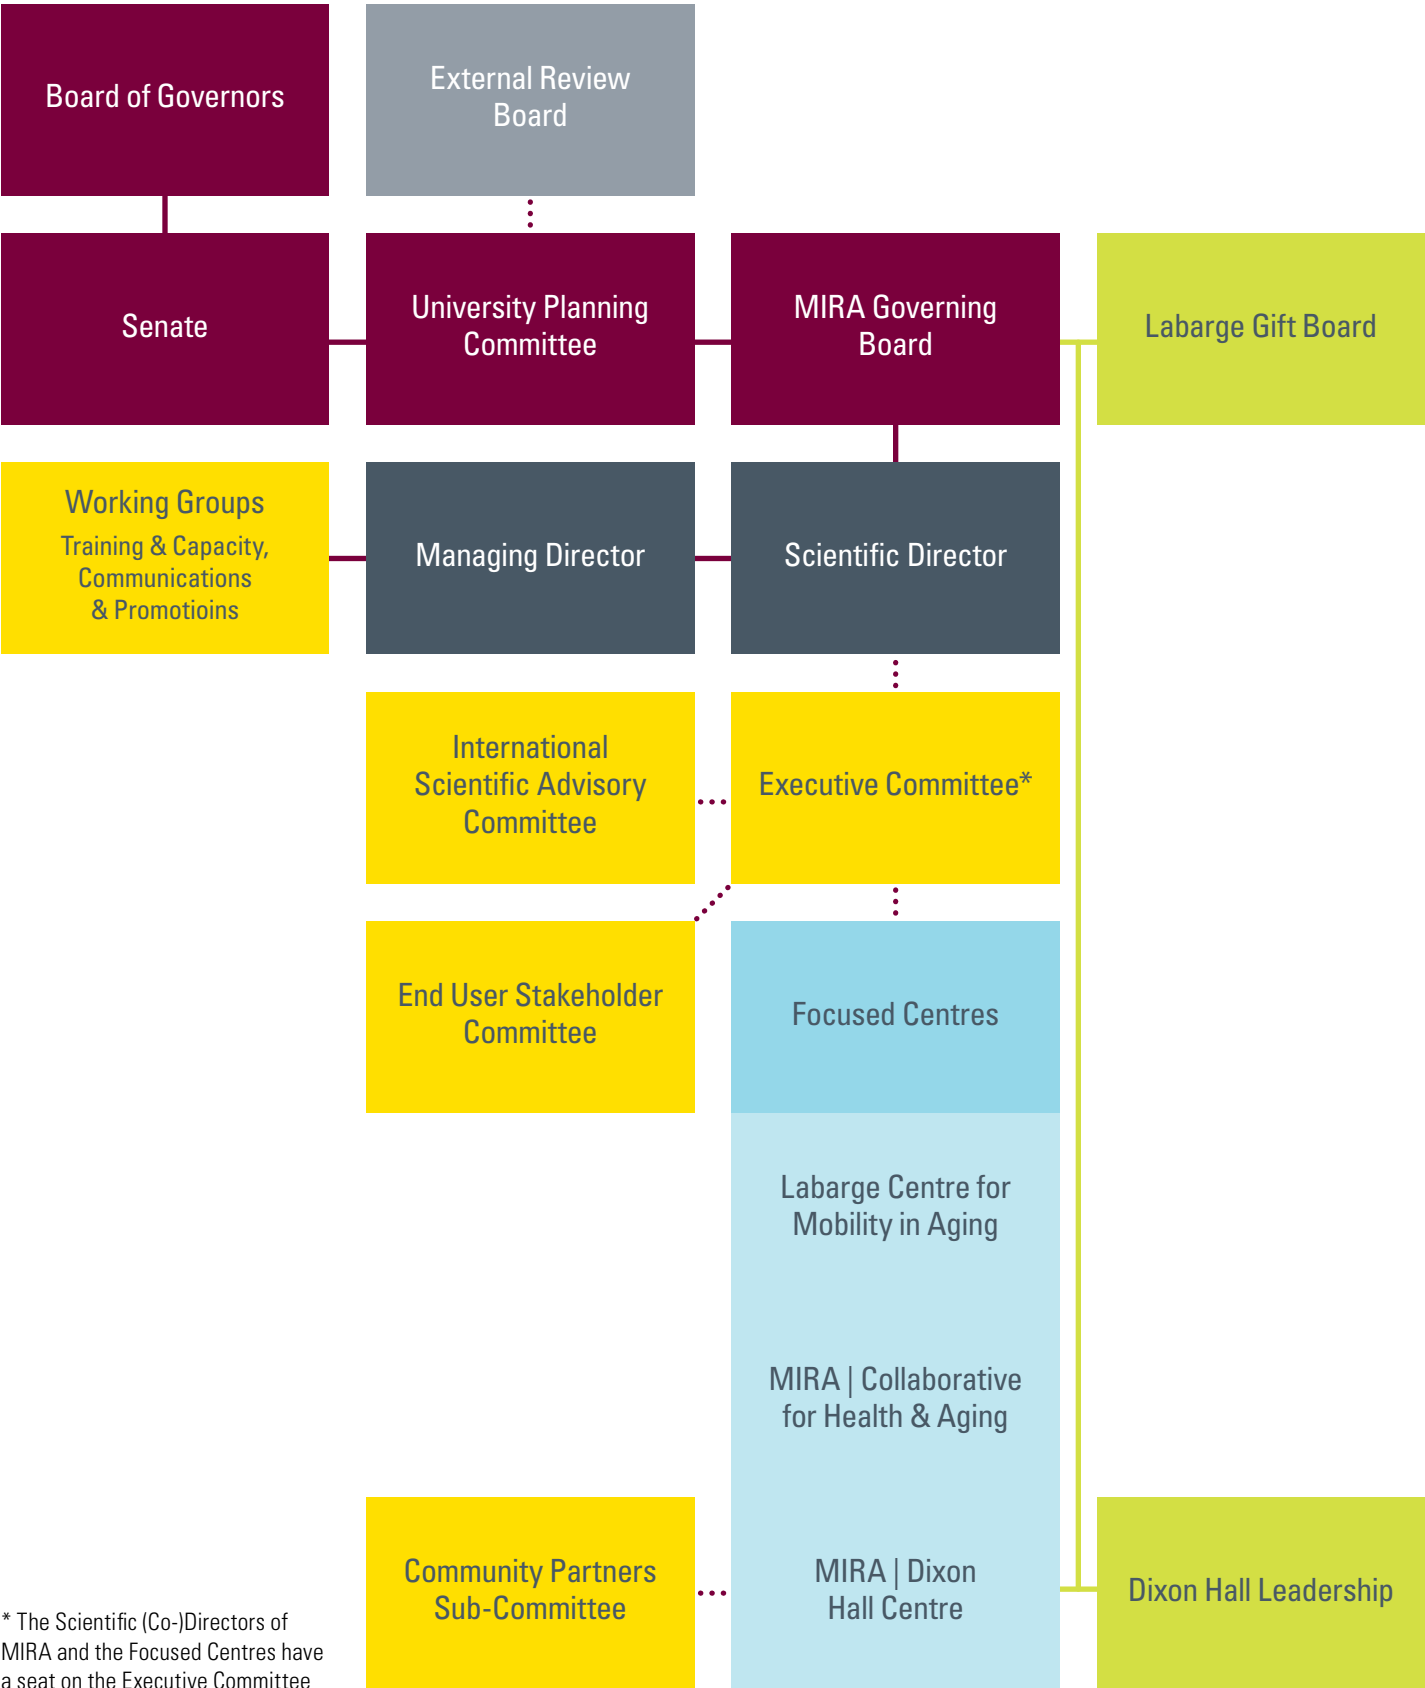 Board of Governors
External Review
Board
Senate
University Planning
Committee
MIRA Governing
Board
Labarge Gift Board
Working Groups
Training & Capacity,
Communications
& Promotioins
Managing Director
Scientific Director
International
Scientific Advisory
Committee
Executive Committee*
End User Stakeholder
Committee
Focused Centres
Labarge Centre for
Mobility in Aging
MIRA | Collaborative
for Health & Aging
Community Partners
Sub-Committee
MIRA | Dixon
Hall Centre
Dixon Hall Leadership
* The Scientific (Co-)Directors of
MIRA and the Focused Centres have
a seat on the Executive Committee